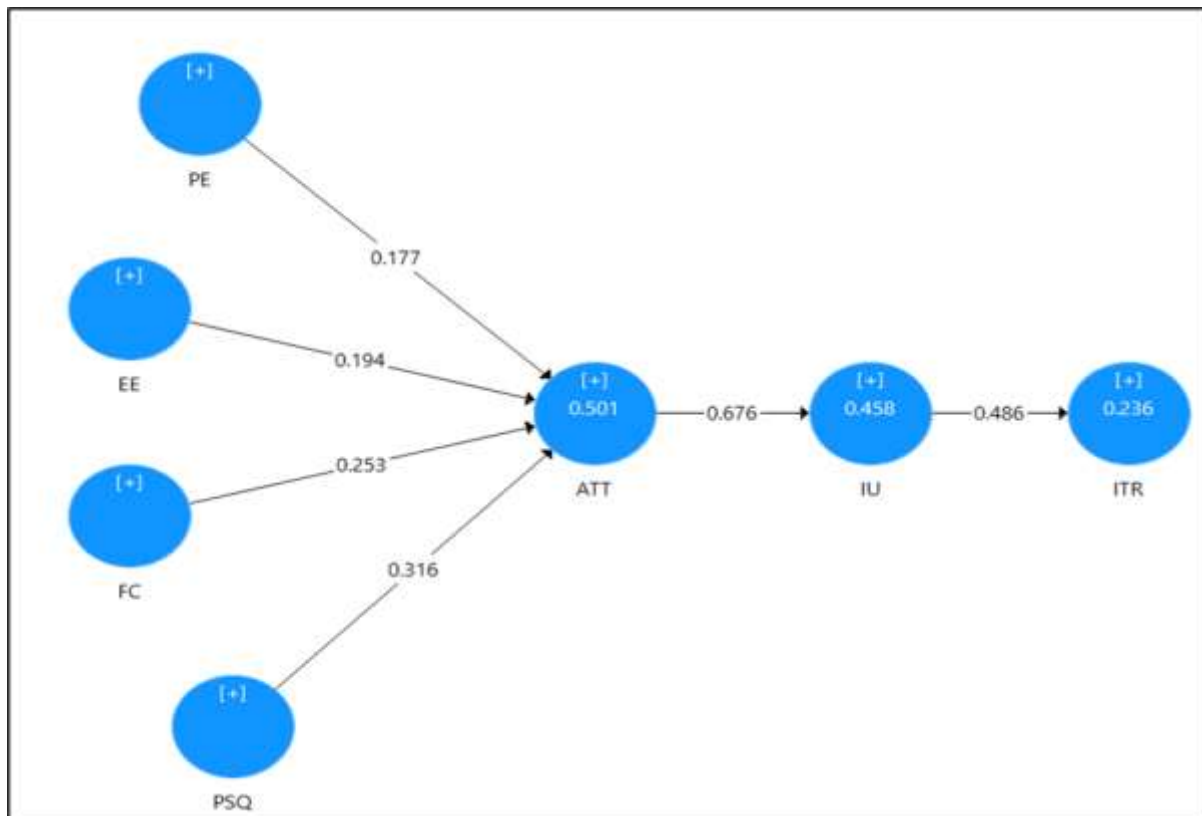 [+]
PE
0.177
[+]
EE
0.194
[+]
FC
0.253
[+]
PSQ
0.316
[+]
0.501
ATT
0.676
[+]
0.458
IU
0.486
[+]
0.236
ITR